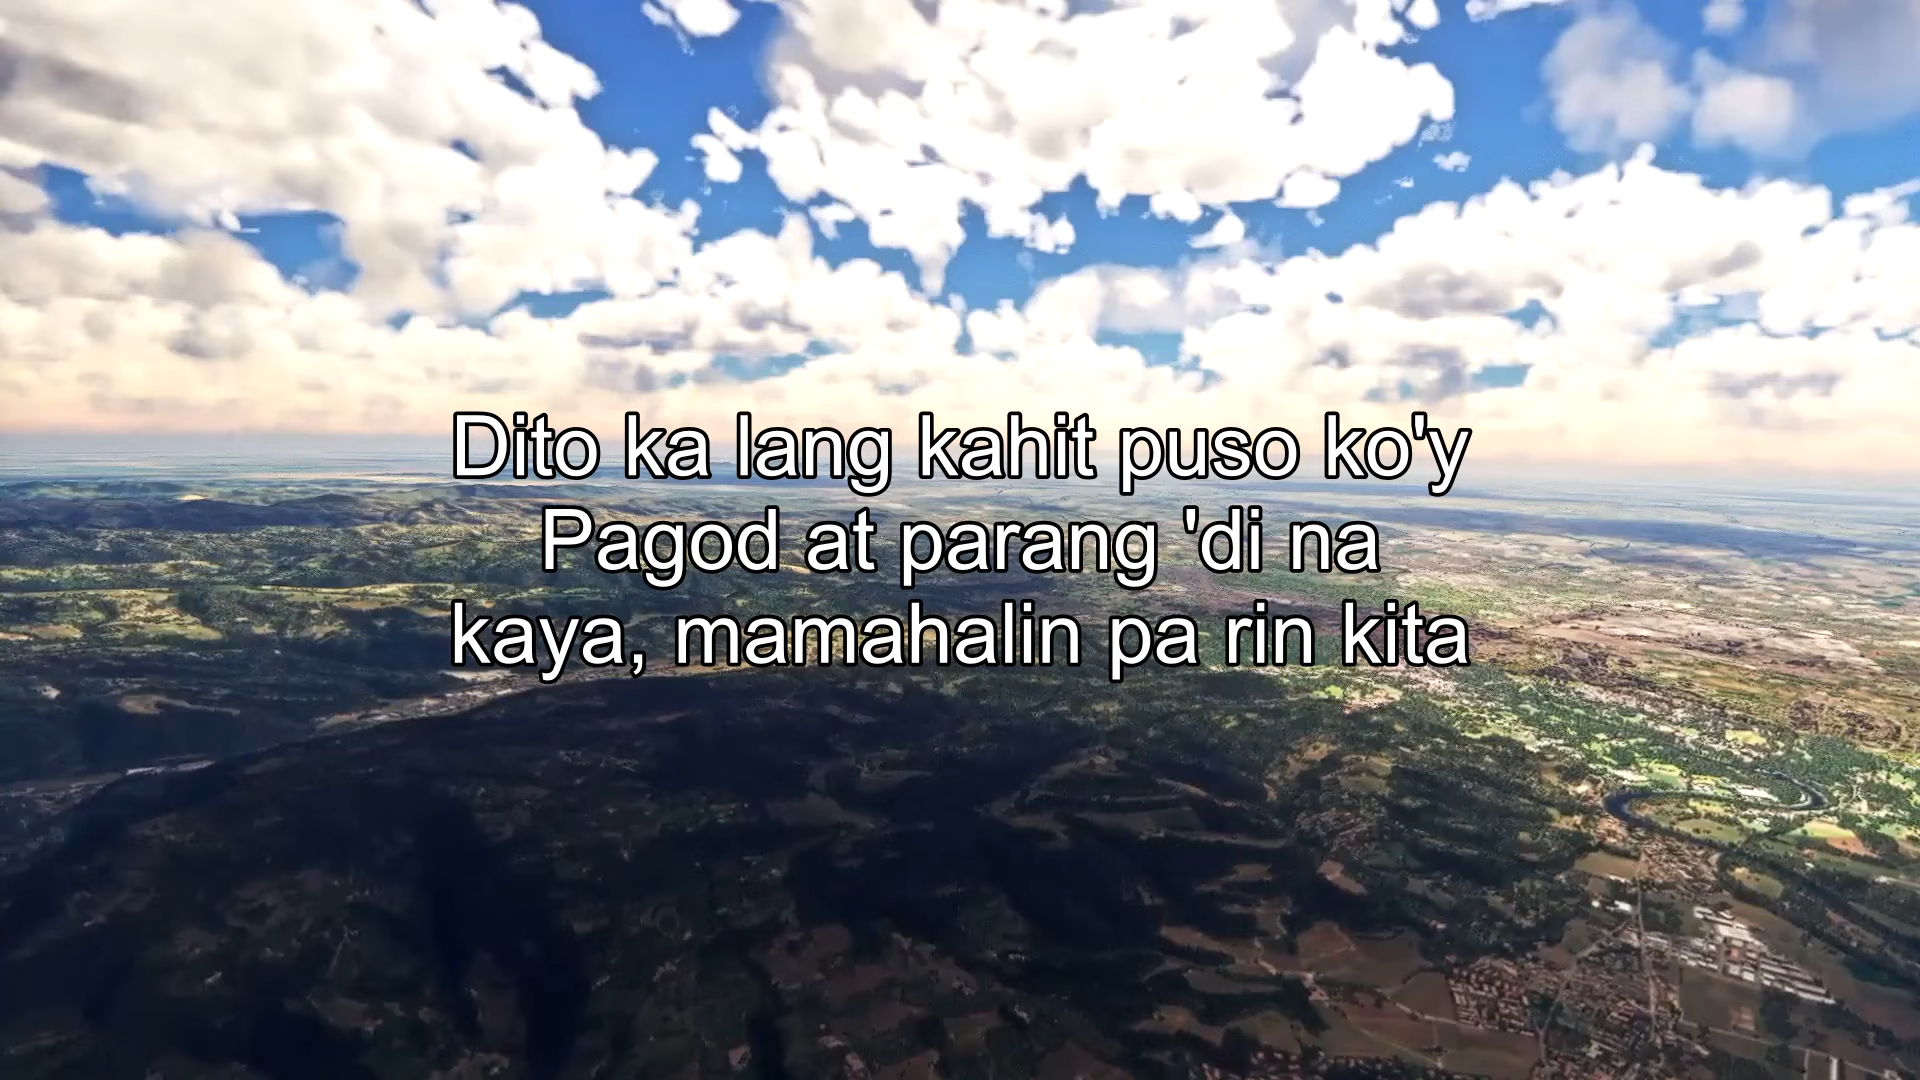 Dito ka lang kahit puso ko'y
Pagod at parang 'di na
kaya, mamahalin pa rin kita